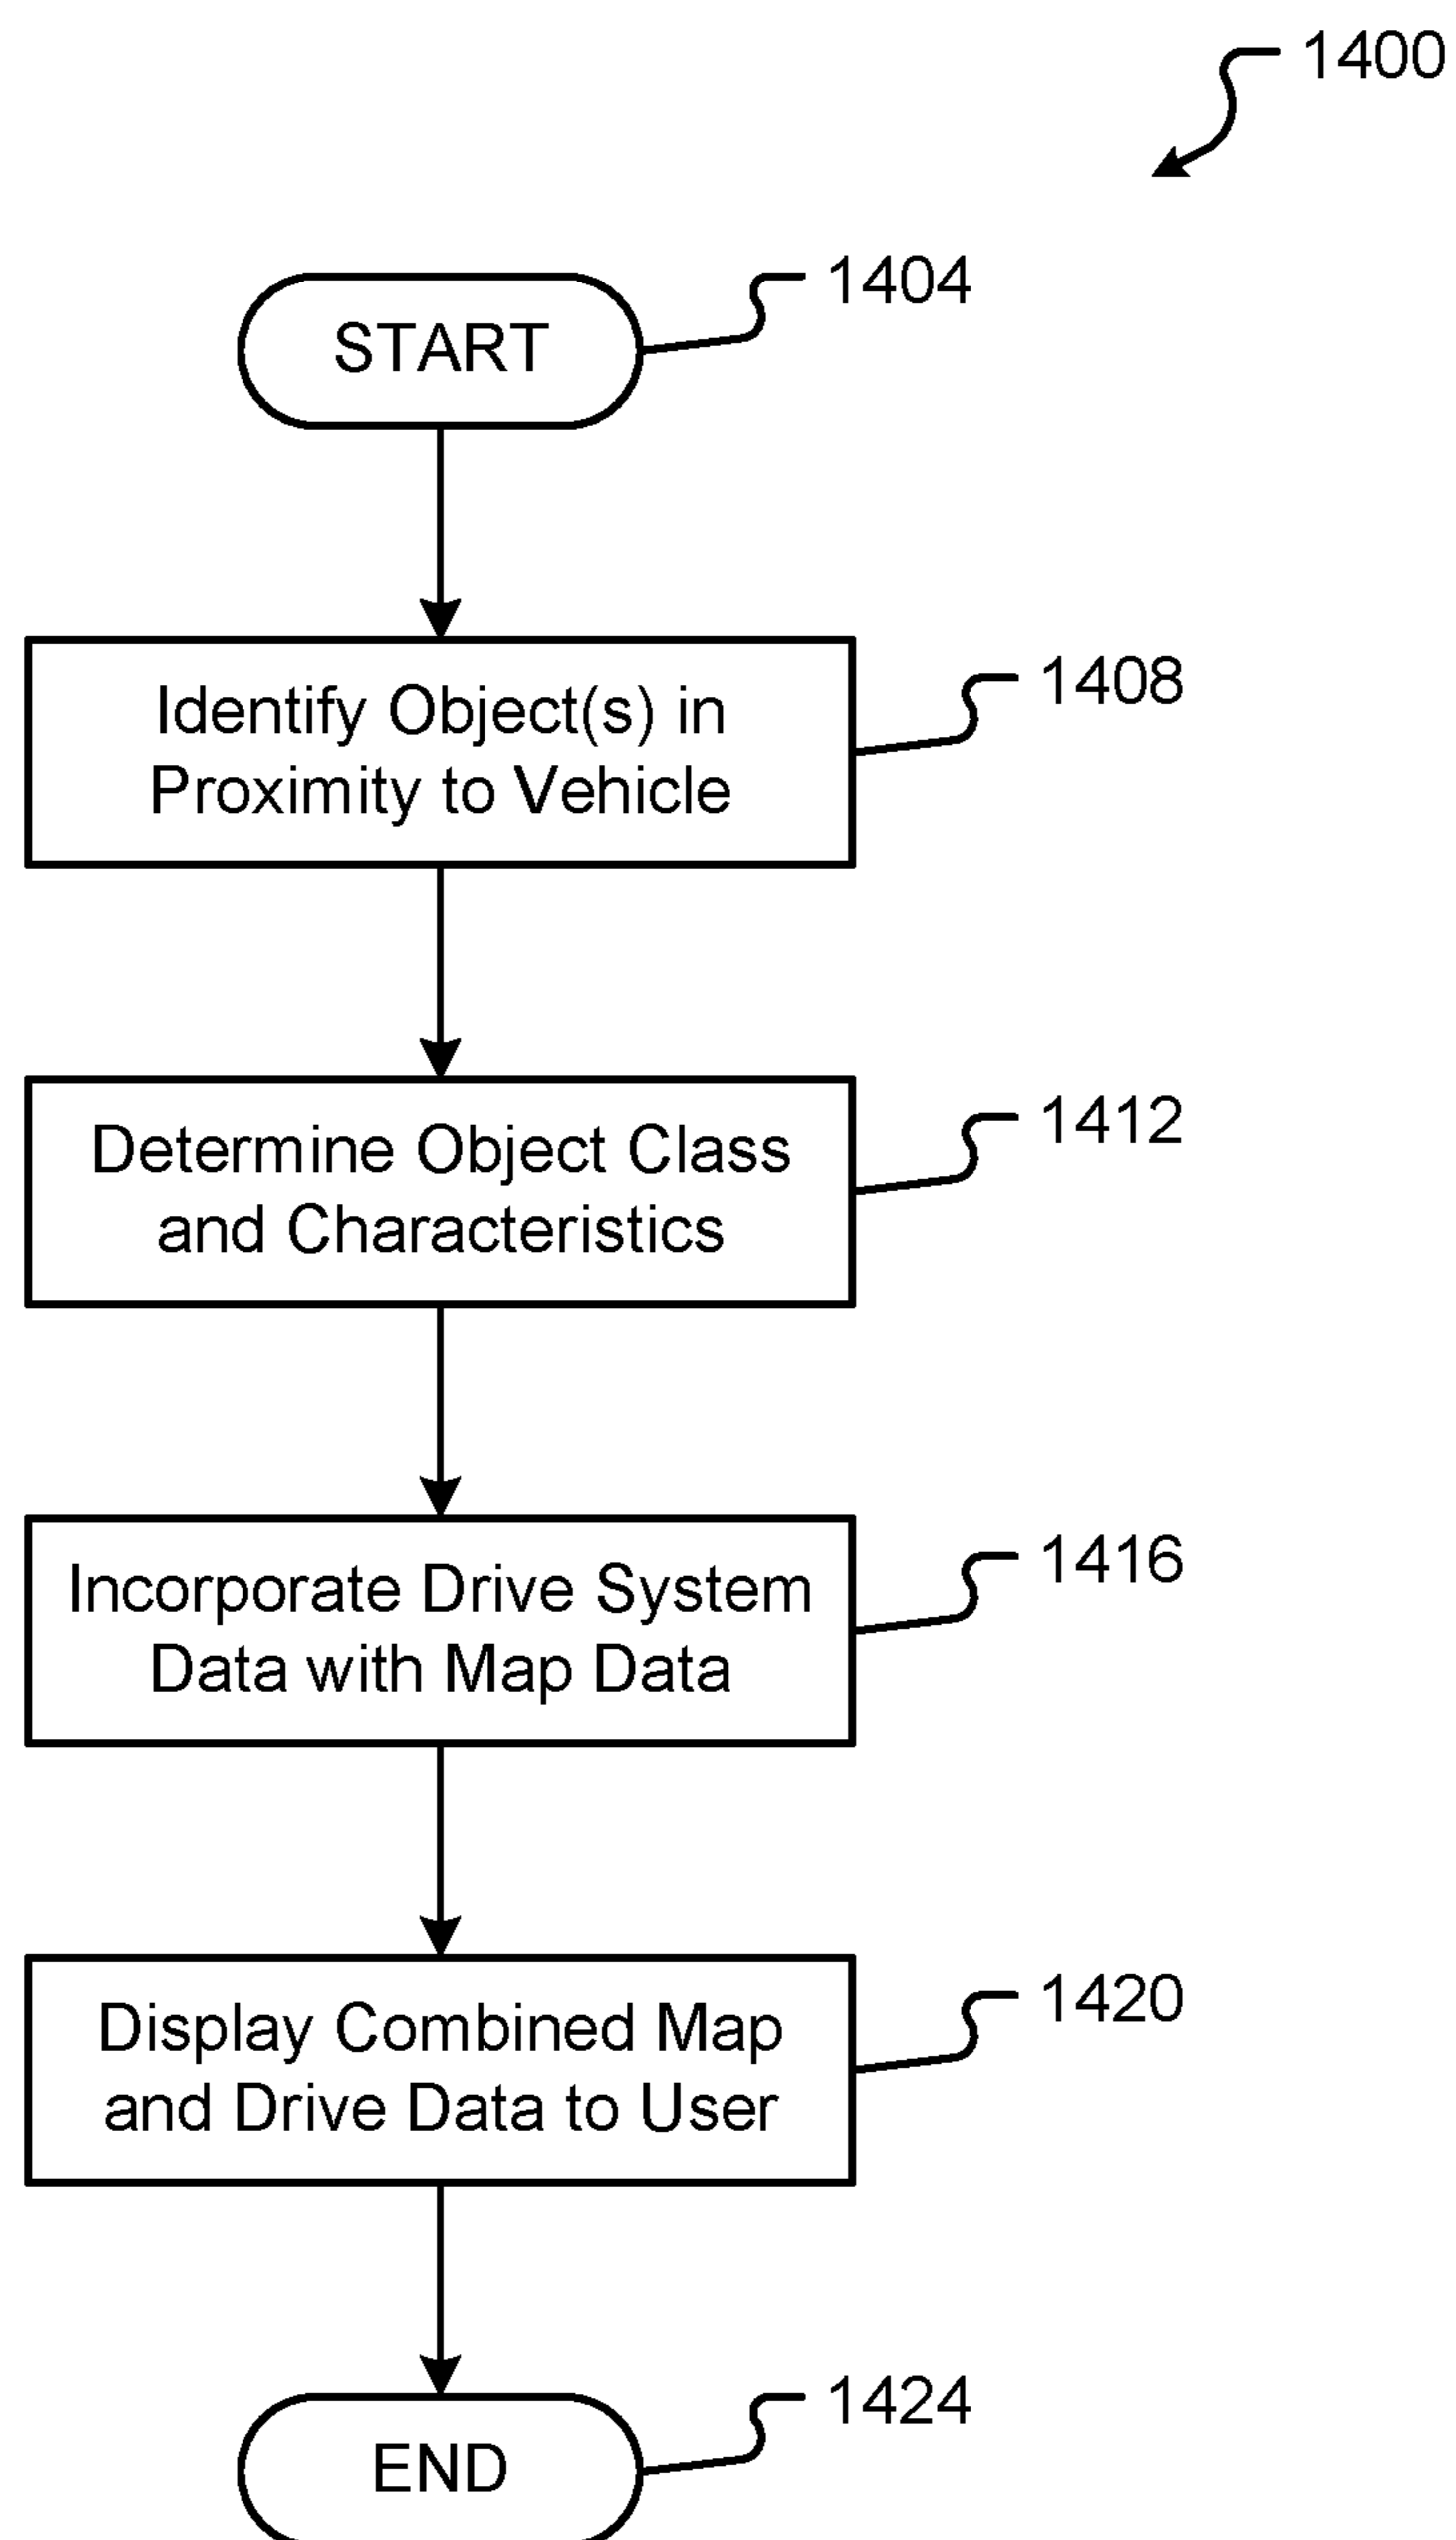 1400
START
1404
Identify Object(s) in
Proximity to Vehicle
1408
Determine Object Class
and Characteristics
1412
Incorporate Drive System
Data with Map Data
1416
Display Combined Map
and Drive Data to User
1420
END
1424